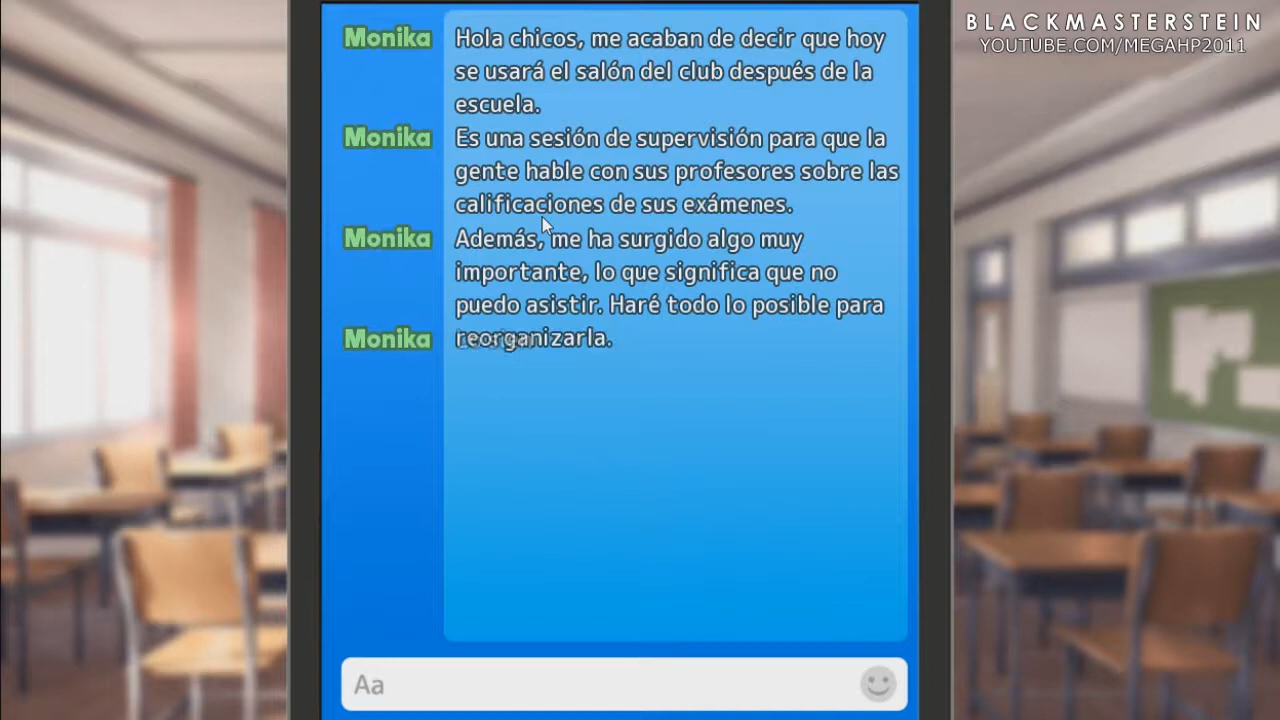 BLACKMASTERSTEIN
YOUTUBE.COM/MEGAHP2011
Monika Hola chicos, me acaban de decir que hoy
se usará el salón del club después de la
escuela.
Monika Es una sesión de supervisión para que la
gente hable con sus profesores sobre las
calificaciones de sus exámenes.
Monika Además, me ha surgido algo muy
importante, lo que significa que no
puedo asistir. Haré todo lo posible para
Monika reorganizarla.
Aa